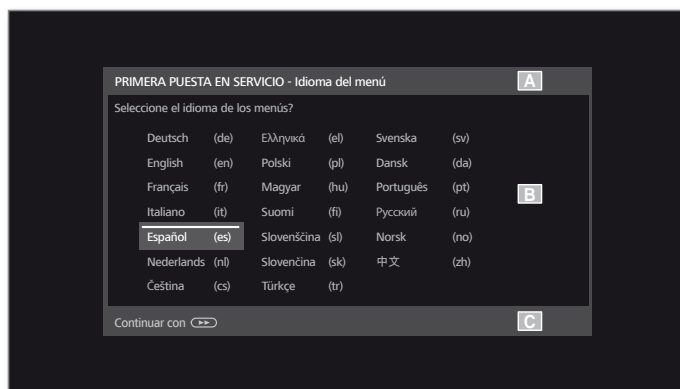 PRIMERA PUESTA EN SERVICIO - Idioma del menú A
Seleccione el idioma de los menús?
Deutsch (de) Ελληνικά (el) Svenska (sv)
English (en) Polski (pl) Dansk (da)
Français (fr) Magyar (hu) Português (pt) B
Italiano (it) Suomi (fi) Русский (ru)
Español (es) Slovenščina (sl) Norsk (no)
Nederlands (nl) Slovenčina (sk) 中文 (zh)
Čeština (cs) Türkçe (tr)
Continuar con C